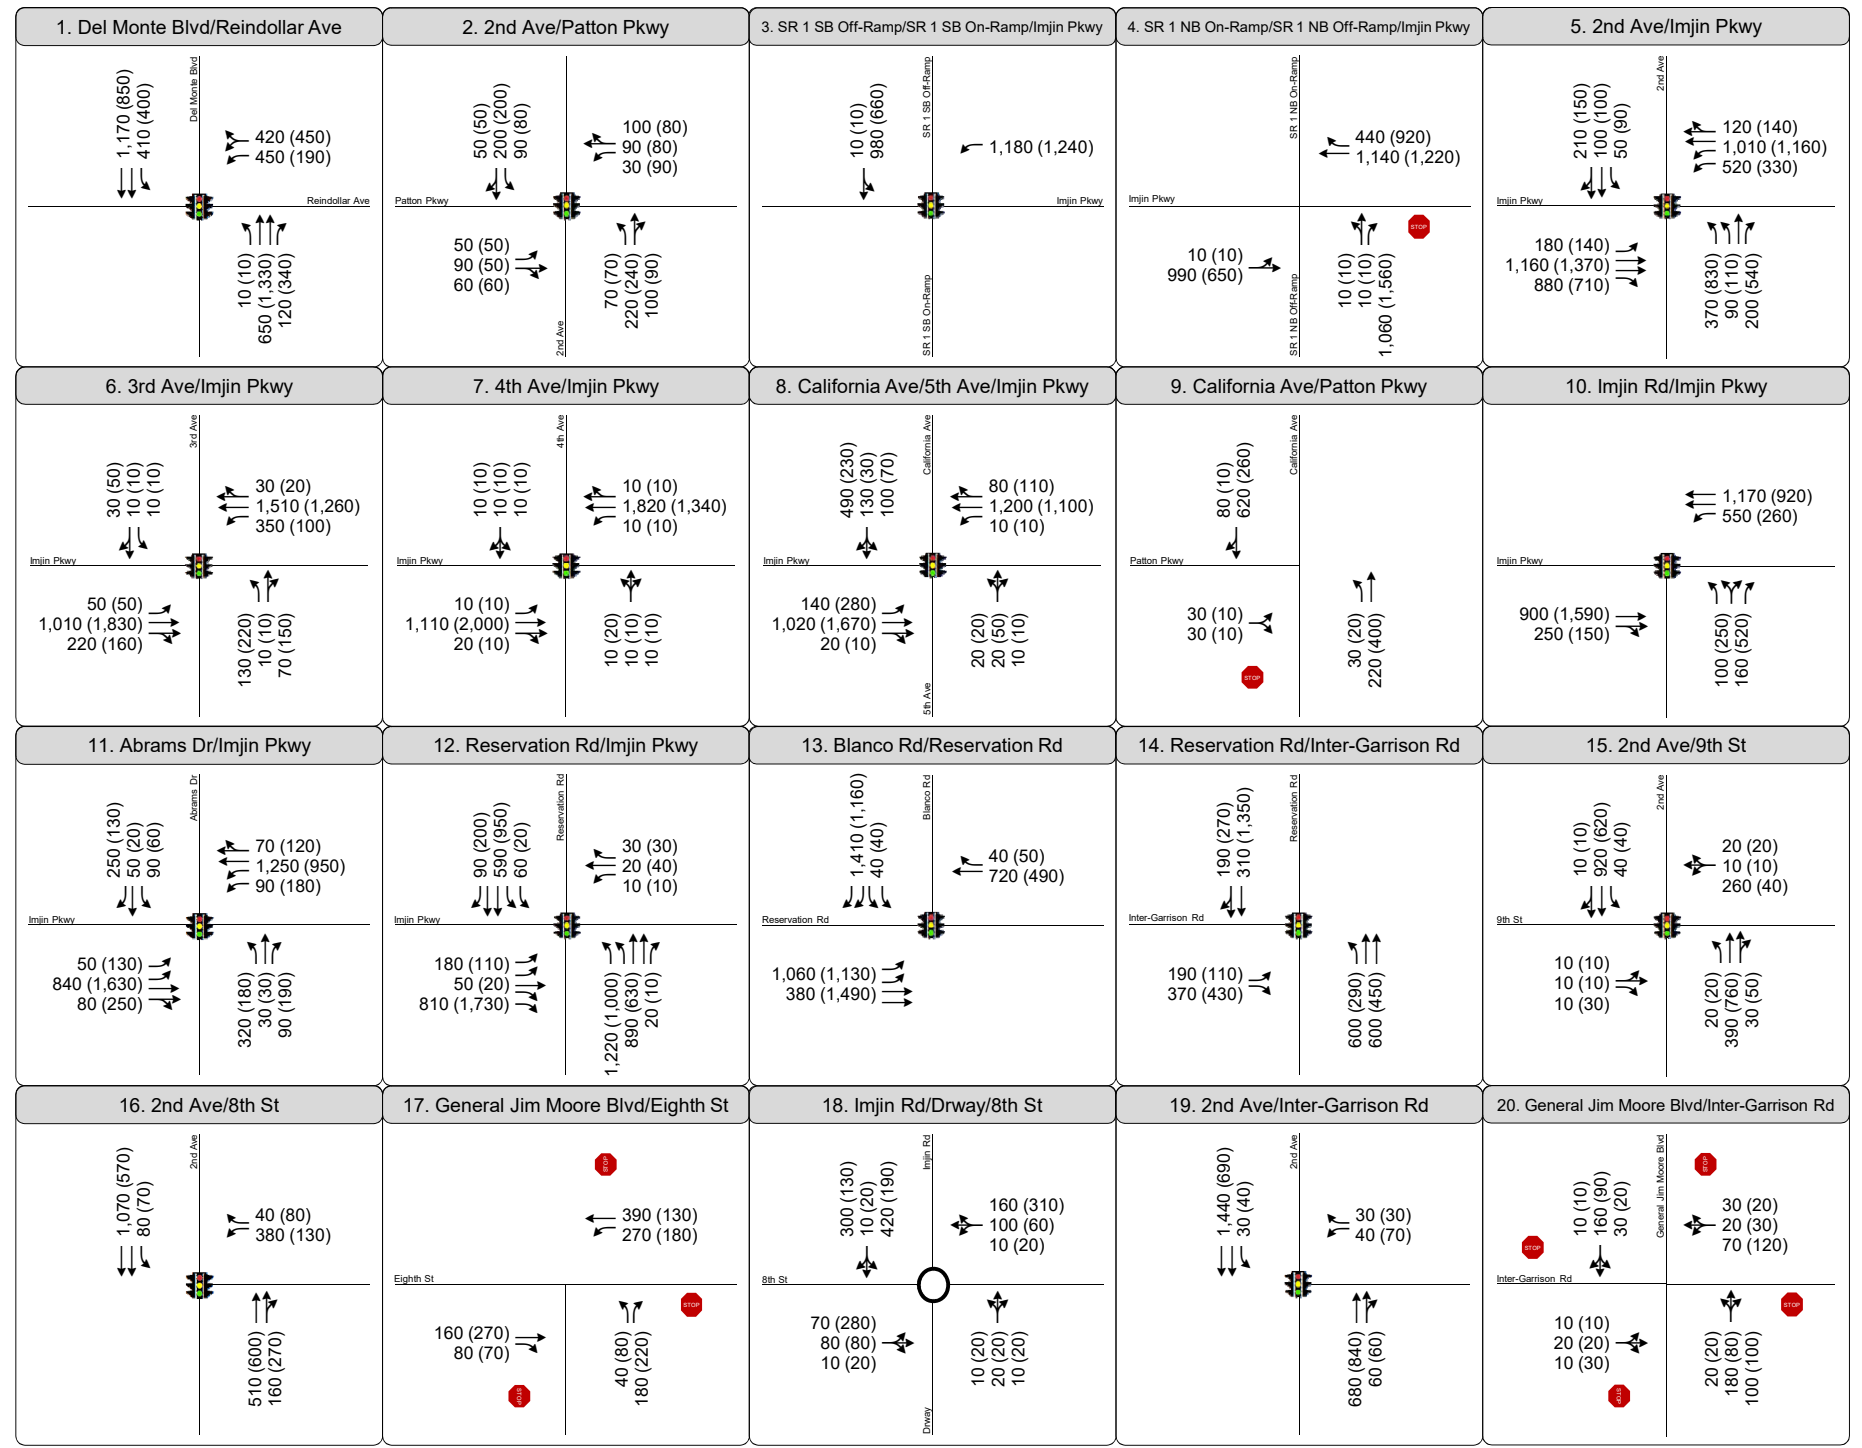 1. Del Monte Blvd/Reindollar Ave
Del Monte Blvd
1,170 (850)
410 (400)
420 (450)
450 (190)
Reindollar Ave
10 (10)
650 (1,330)
120 (340)
2. 2nd Ave/Patton Pkwy
50 (50)
200 (200)
90 (80)
100 (80)
90 (80)
30 (90)
Patton Pkwy
50 (50)
90 (50)
60 (60)
70 (70)
220 (240)
100 (90)
2nd Ave
3. SR 1 SB Off-Ramp/SR 1 SB On-Ramp/Imjin Pkwy
SR 1 SB Off-Ramp
10 (10)
980 (660)
1,180 (1,240)
Imjin Pkwy
SR 1 SB On-Ramp
4. SR 1 NB On-Ramp/SR 1 NB Off-Ramp/Imjin Pkwy
SR 1 NB On-Ramp
440 (920)
1,140 (1,220)
Imjin Pkwy
STOP
10 (10)
990 (650)
10 (10)
10 (10)
1,060 (1,560)
SR 1 NB Off-Ramp
5. 2nd Ave/Imjin Pkwy
2nd Ave
210 (150)
100 (100)
50 (90)
120 (140)
1,010 (1,160)
520 (330)
Imjin Pkwy
180 (140)
1,160 (1,370)
880 (710)
370 (830)
90 (110)
200 (540)
6. 3rd Ave/Imjin Pkwy
3rd Ave
30 (50)
10 (10)
10 (10)
30 (20)
1,510 (1,260)
350 (100)
Imjin Pkwy
50 (50)
1,010 (1,830)
220 (160)
130 (220)
10 (10)
70 (150)
7. 4th Ave/Imjin Pkwy
4th Ave
10 (10)
10 (10)
10 (10)
10 (10)
1,820 (1,340)
10 (10)
Imjin Pkwy
10 (10)
1,110 (2,000)
20 (10)
10 (20)
10 (10)
10 (10)
8. California Ave/5th Ave/Imjin Pkwy
California Ave
490 (230)
130 (30)
100 (70)
80 (110)
1,200 (1,100)
10 (10)
Imjin Pkwy
140 (280)
1,020 (1,670)
20 (10)
20 (20)
20 (50)
10 (10)
5th Ave
9. California Ave/Patton Pkwy
California Ave
80 (10)
620 (260)
Patton Pkwy
30 (10)
30 (10)
STOP
30 (20)
220 (400)
10. Imjin Rd/Imjin Pkwy
1,170 (920)
550 (260)
Imjin Pkwy
900 (1,590)
250 (150)
100 (250)
160 (520)
11. Abrams Dr/Imjin Pkwy
Abrams Dr
250 (130)
50 (20)
90 (60)
70 (120)
1,250 (950)
90 (180)
Imjin Pkwy
50 (130)
840 (1,630)
80 (250)
320 (180)
30 (30)
90 (190)
12. Reservation Rd/Imjin Pkwy
Reservation Rd
90 (200)
590 (950)
60 (20)
30 (30)
20 (40)
10 (10)
Imjin Pkwy
180 (110)
50 (20)
810 (1,730)
1,220 (1,000)
890 (630)
20 (10)
13. Blanco Rd/Reservation Rd
Blanco Rd
1,410 (1,160)
40 (40)
40 (50)
720 (490)
Reservation Rd
1,060 (1,130)
380 (1,490)
14. Reservation Rd/Inter-Garrison Rd
Reservation Rd
190 (270)
310 (1,350)
Inter-Garrison Rd
190 (110)
370 (430)
600 (290)
600 (450)
15. 2nd Ave/9th St
2nd Ave
10 (10)
920 (620)
40 (40)
20 (20)
10 (10)
260 (40)
9th St
10 (10)
10 (10)
10 (30)
20 (20)
390 (760)
30 (50)
16. 2nd Ave/8th St
2nd Ave
1,070 (570)
80 (70)
40 (80)
380 (130)
510 (600)
160 (270)
17. General Jim Moore Blvd/Eighth St
STOP
390 (130)
270 (180)
Eighth St
STOP
160 (270)
80 (70)
STOP
40 (80)
180 (220)
18. Imjin Rd/Drway/8th St
Imjin Rd
300 (130)
10 (20)
420 (190)
160 (310)
100 (60)
10 (20)
8th St
70 (280)
80 (80)
10 (20)
10 (20)
20 (20)
10 (20)
Drway
19. 2nd Ave/Inter-Garrison Rd
2nd Ave
1,440 (690)
30 (40)
30 (30)
40 (70)
680 (840)
60 (60)
20. General Jim Moore Blvd/Inter-Garrison Rd
General Jim Moore Blvd
STOP
10 (10)
160 (90)
30 (20)
30 (20)
20 (30)
70 (120)
STOP
Inter-Garrison Rd
STOP
10 (10)
20 (20)
10 (30)
STOP
20 (20)
180 (80)
100 (100)